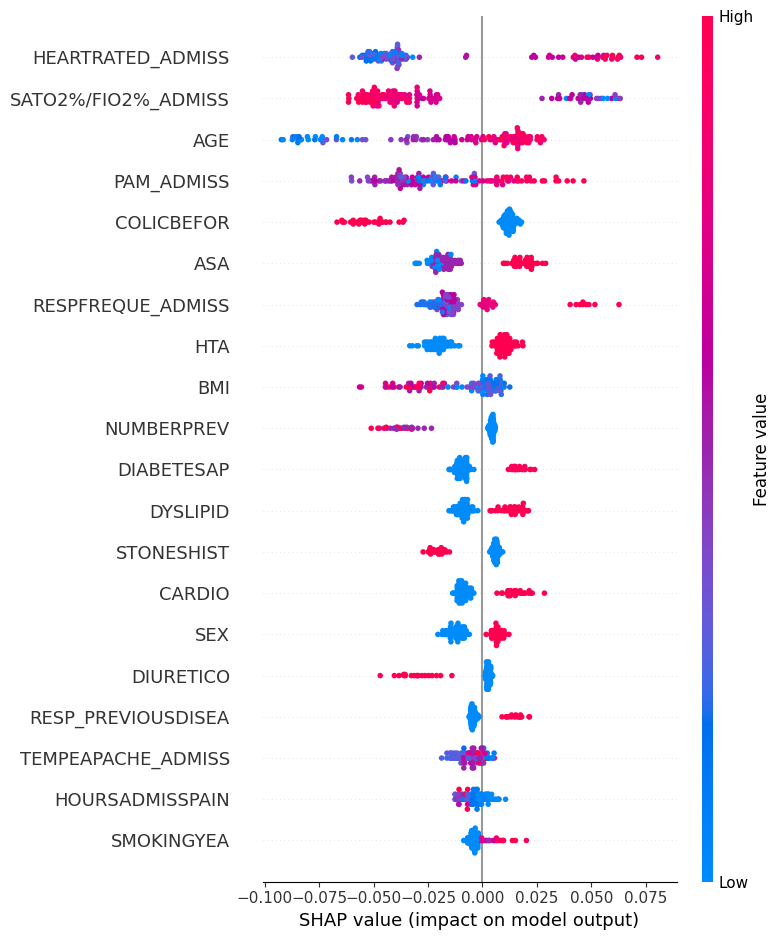 High
HEARTRATED_ADMISS
SATO2%/FIO2%_ADMISS
AGE
PAM_ADMISS
COLICBEFOR
ASA
RESPFREQUE_ADMISS
HTA
BMI
NUMBERPREV
DIABETESAP
DYSLIPID
STONESHIST
CARDIO
SEX
DIURETICO
RESP_PREVIOUSDISEA
TEMPEAPACHE_ADMISS
HOURSADMISSPAIN
SMOKINGYEA
Feature value
Low
−0.100 −0.075 −0.050 −0.025 0.000 0.025 0.050 0.075
SHAP value (impact on model output)